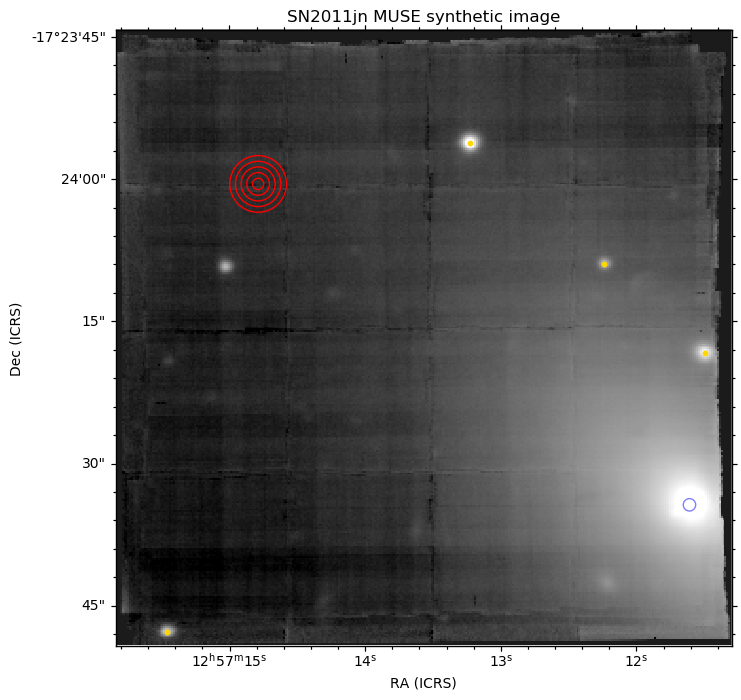 SN2011jn MUSE synthetic image
-17°23'45"
24'00"
15"
30"
45"
Dec (ICRS)
12h57m15s
14s
13s
12s
RA (ICRS)